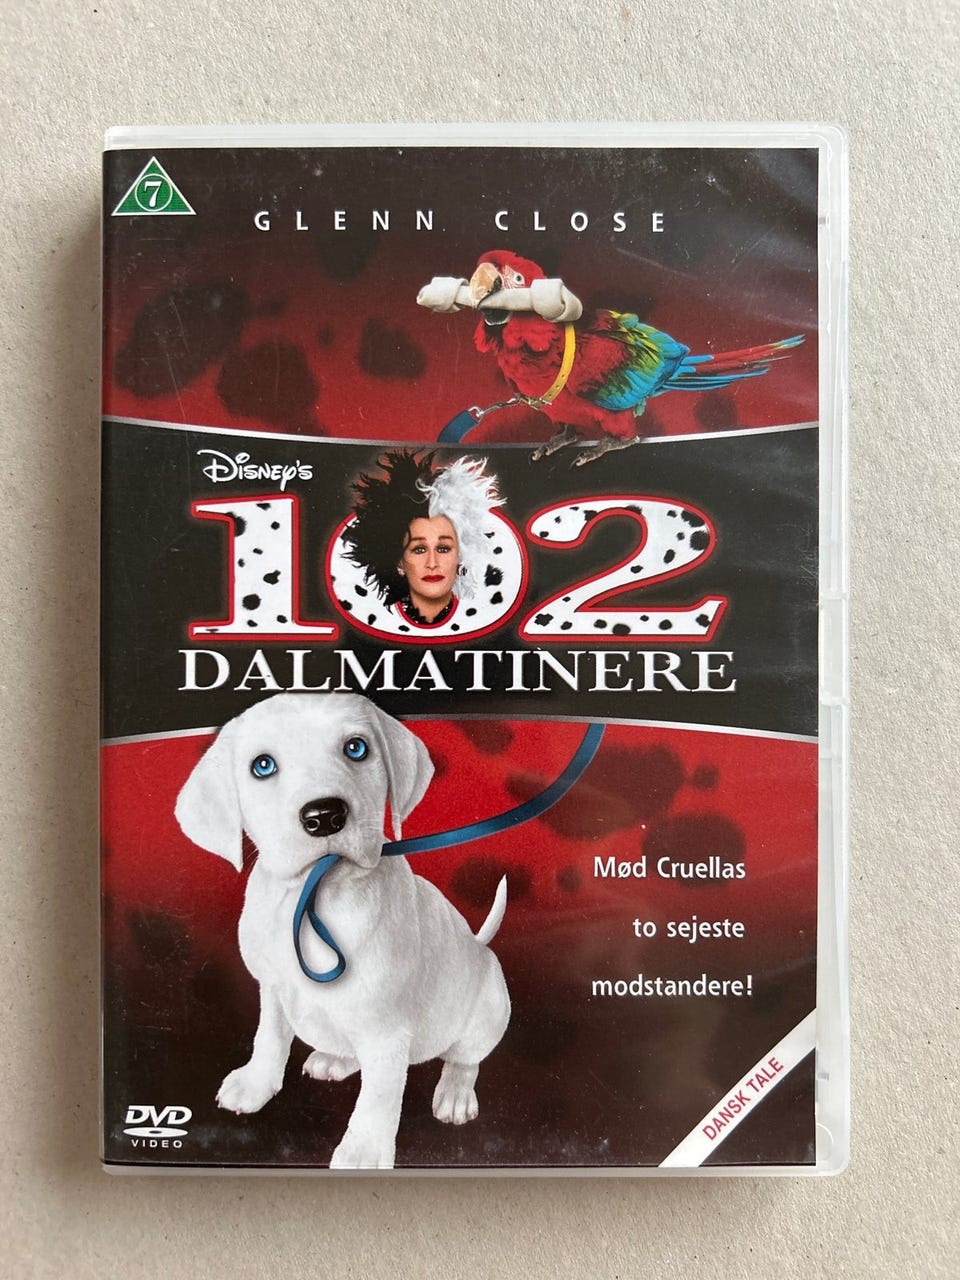 7
GLENN CLOSE
Disney's
102
DALMATINERE
Mød Cruellas
to sejeste
modstandere!
DANSK TALE
DVD
VIDEO